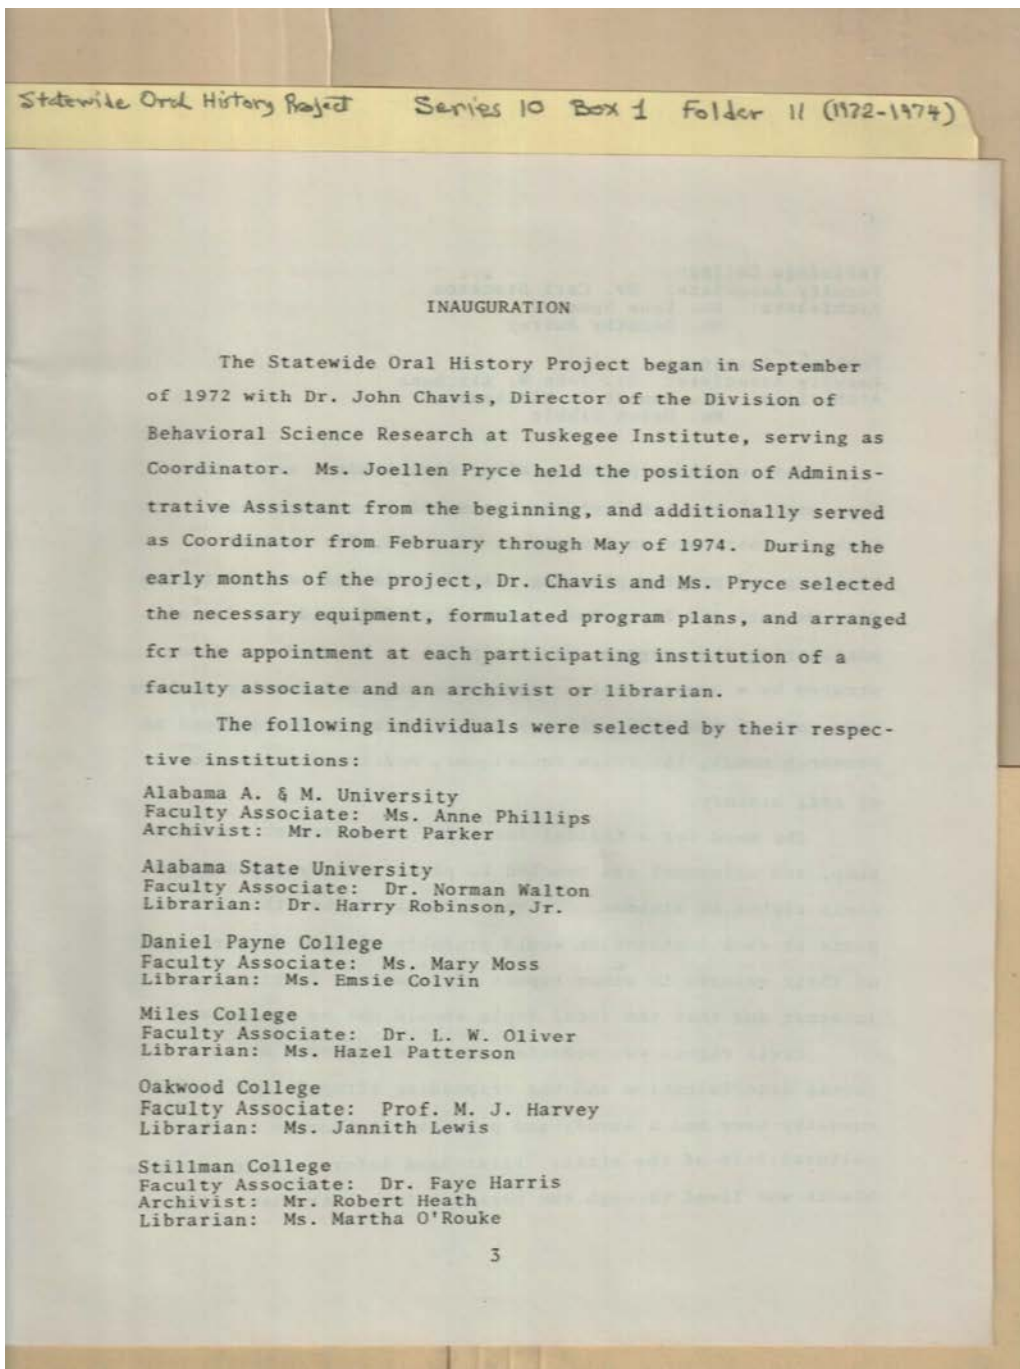 Statewide Oral History Project Series 10 Box 1 Folder 11 (1972-1974)
INAUGURATION
The Statewide Oral History Project began in September
of 1972 with Dr. John Chavis, Director of the Division of
Behavioral Science Research at Tuskegee Institute, serving as
Coordinator. Ms. Joellen Pryce held the position of Adminis-
trative Assistant from the beginning, and additionally served
as Coordinator from February through May of 1974. During the
early months of the project, Dr. Chavis and Ms. Pryce selected
the necessary equipment, formulated program plans, and arranged
fcr the appointment at each participating institution of a
faculty associate and an archivist or librarian.
The following individuals were selected by their respec-
tive institutions:
Alabama A. & M. University
Faculty Associate: Ms. Anne Phillips
Archivist: Mr. Robert Parker
Alabama State University
Faculty Associate: Dr. Norman Walton
Librarian: Dr. Harry Robinson, Jr.
Daniel Payne College
Faculty Associate: Ms. Mary Moss
Librarian: Ms. Emsie Colvin
Miles College
Faculty Associate: Dr. L. W. Oliver
Librarian: Ms. Hazel Patterson
Oakwood College
Faculty Associate: Prof. M. J. Harvey
Librarian: Ms. Jannith Lewis
Stillman College
Faculty Associate: Dr. Faye Harris
Archivist: Mr. Robert Heath
Librarian: Ms. Martha O'Rouke
3